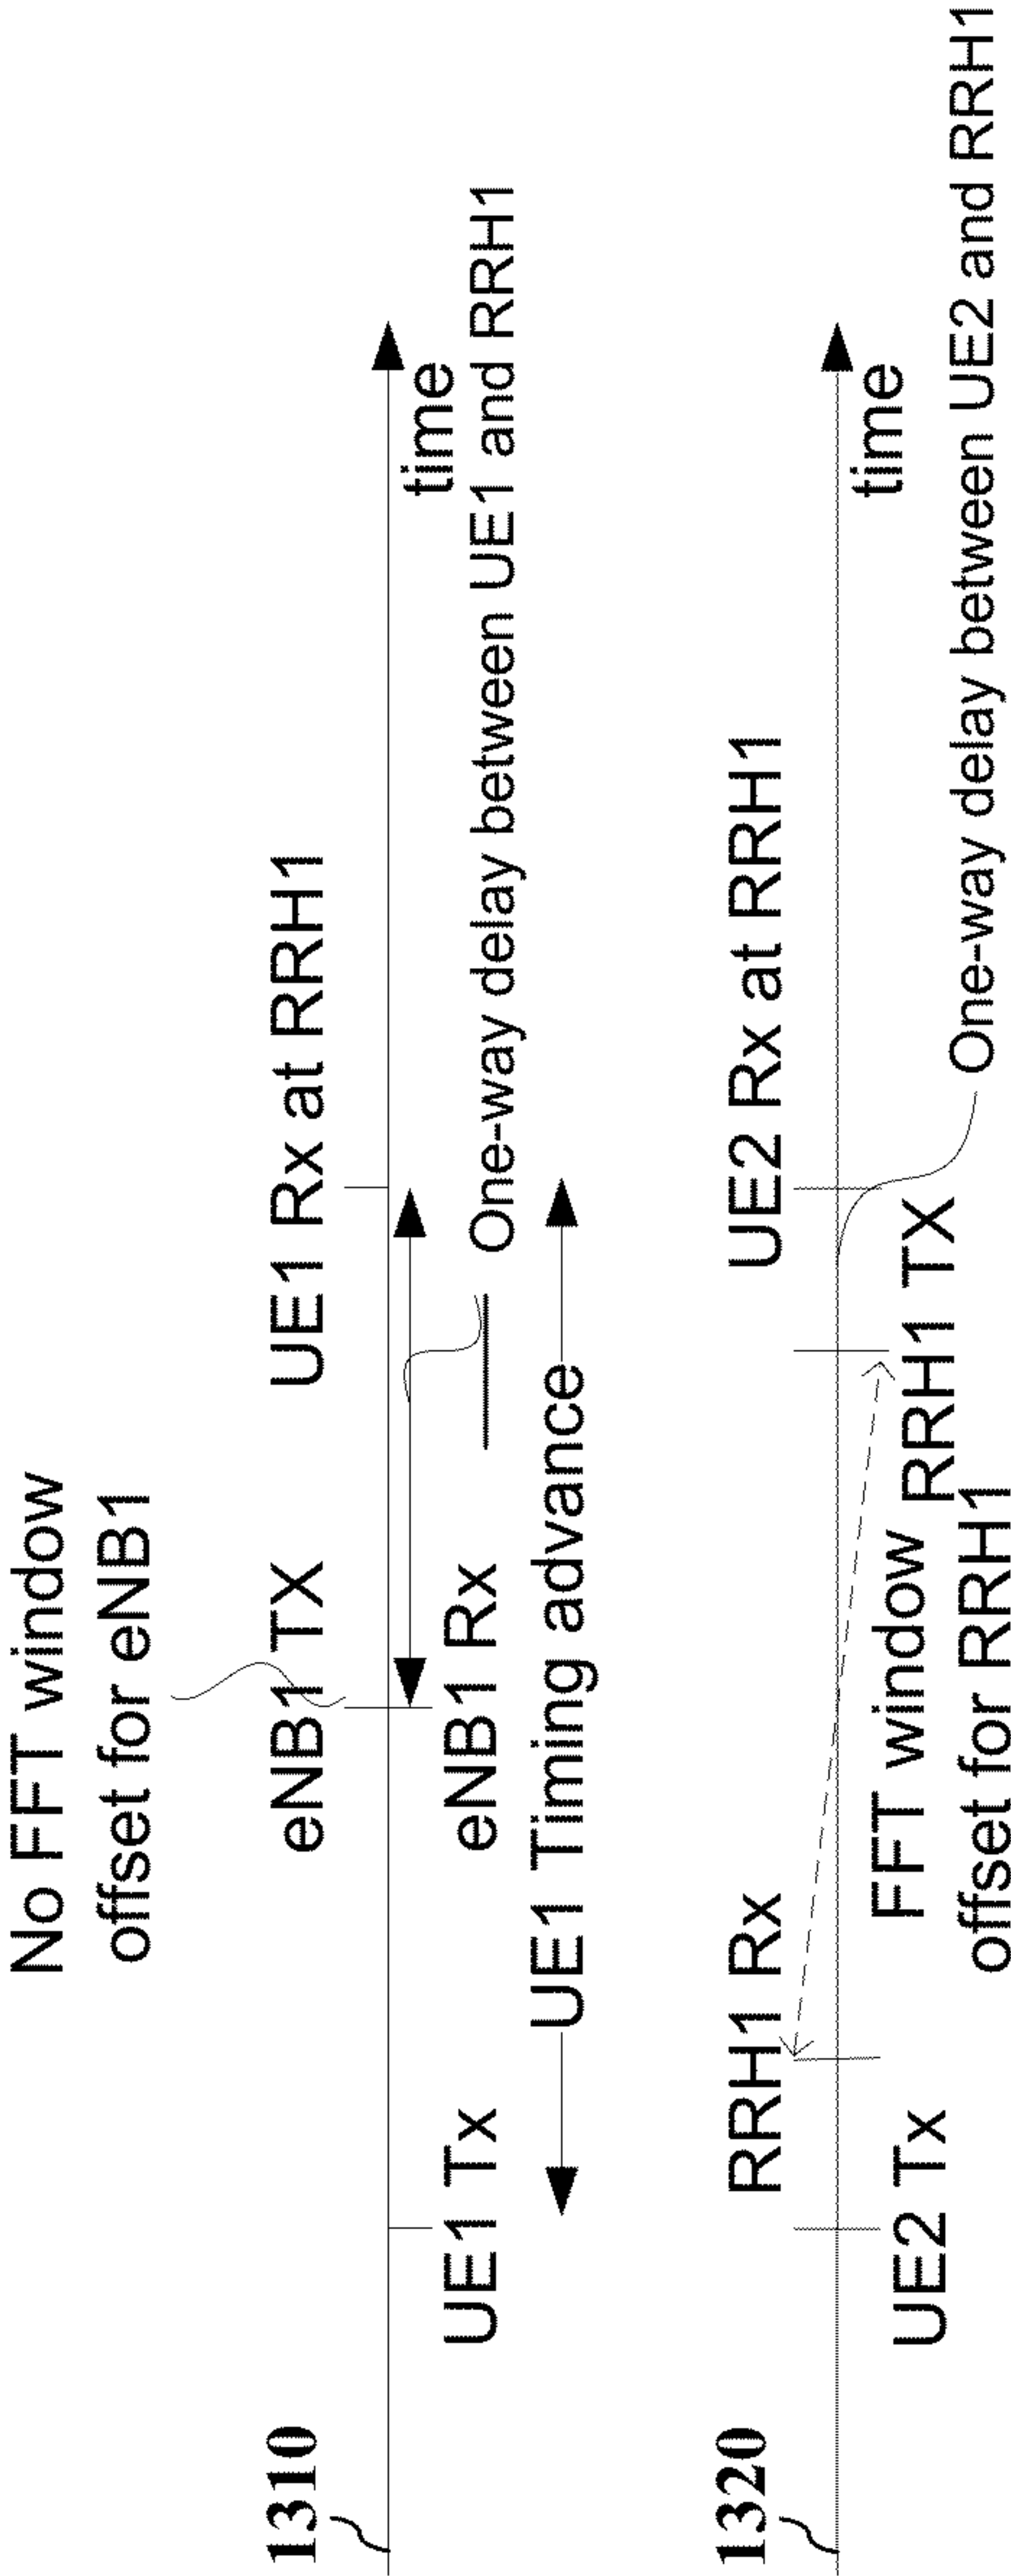 No FFT window
offset for eNB1
1310
eNB1 TX
UE1 Rx at RRH1
time
UE1 Tx
eNB1 Rx
One-way delay between UE1 and RRH1
UE1 Timing advance
1320
RRH1 Rx
UE2 Rx at RRH1
time
UE2 Tx
FFT window
offset for RRH1
RRH1 TX
One-way delay between UE2 and RRH1